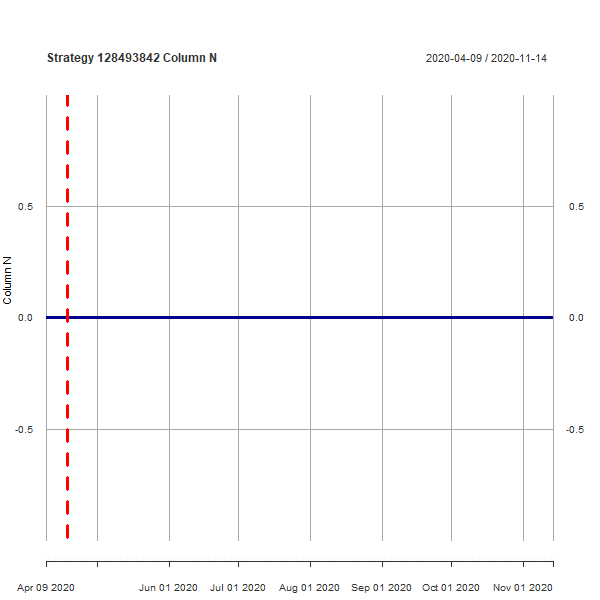 Strategy 128493842 Column N
2020-04-09 / 2020-11-14
0.5
0.5
Column N
0.0
0.0
-0.5
-0.5
Apr 09 2020
Jun 01 2020
Jul 01 2020
Aug 01 2020
Sep 01 2020
Oct 01 2020
Nov 01 2020